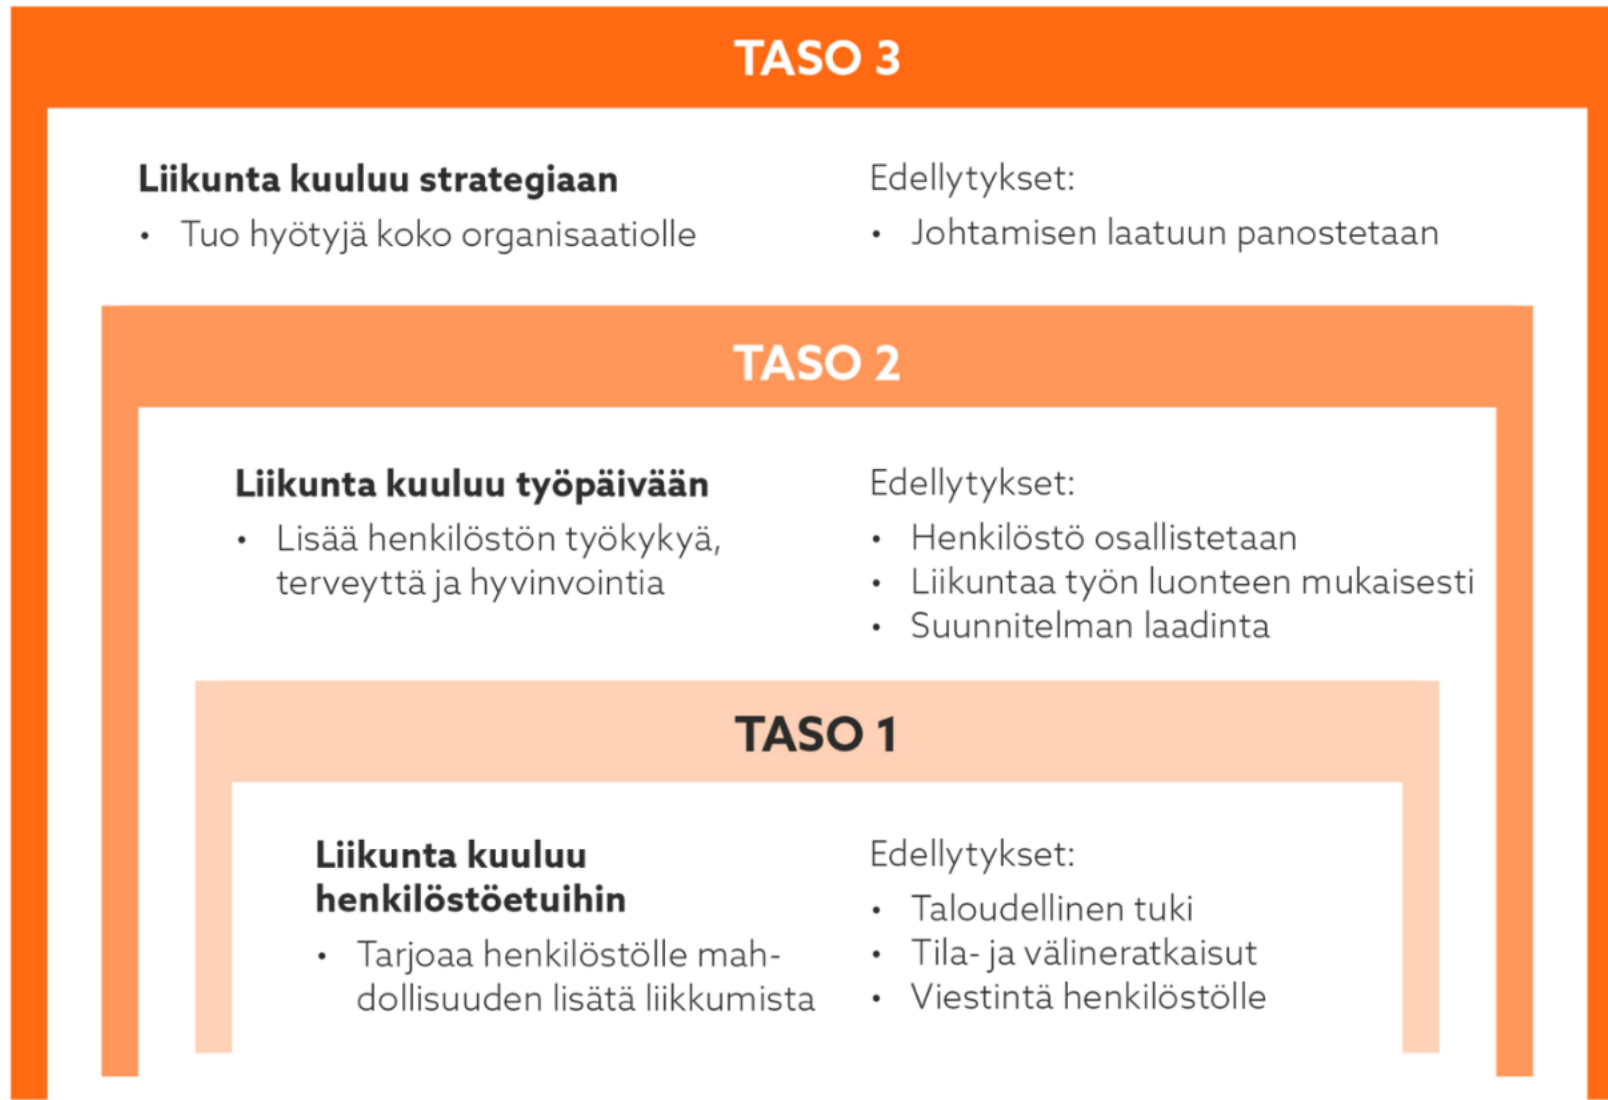 TASO 3
Liikunta kuuluu strategiaan
• Tuo hyötyjä koko organisaatiolle
Edellytykset:
• Johtamisen laatuun panostetaan
TASO 2
Liikunta kuuluu työpäivään
• Lisää henkilöstön työkykyä,
terveyttä ja hyvinvointia
Edellytykset:
• Henkilöstö osallistetaan
• Liikuntaa työn luonteen mukaisesti
• Suunnitelman laadinta
TASO 1
Liikunta kuuluu
henkilöstöetuihin
• Tarjoaa henkilöstölle mah-
dollisuuden lisätä liikkumista
Edellytykset:
• Taloudellinen tuki
• Tila- ja välineratkaisut
• Viestintä henkilöstölle